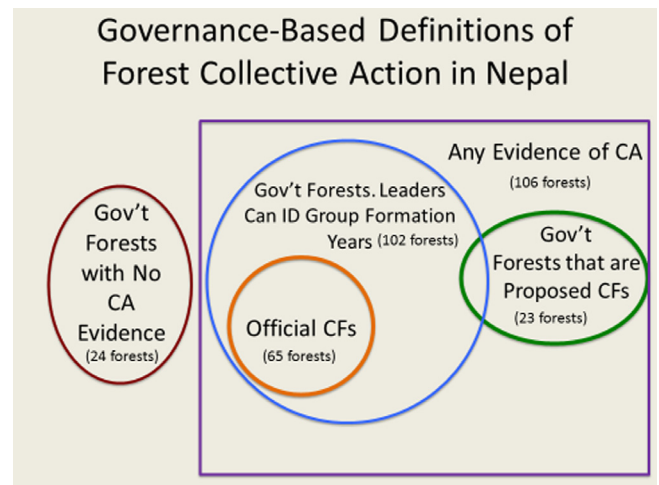 Governance-Based Definitions of
Forest Collective Action in Nepal
Any Evidence of CA
(106 forests)
Gov't Forests. Leaders
Can ID Group Formation
Years (102 forests)
Gov't
Forests
with No
CA
Evidence
(24 forests)
Official CFs
(65 forests)
Gov't
Forests that are
Proposed CFs
(23 forests)